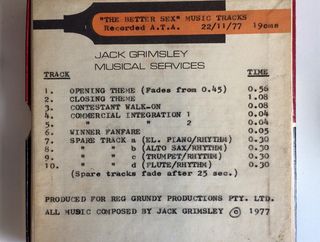 "THE BETTER SEX" MUSIC TRACKS
Recorded A.T.A. 22/11/77 19cms
JACK GRIMSLEY
MUSICAL SERVICES
TRACK TIME
1. OPENING THEME (Fades from 0.45) 0.56
2. CLOSING THEME 1.08
3. CONTESTANT WALK-ON 0.08
4. COMMERCIAL INTEGRATION 1 0.04
5. " " 2 0.04
6. WINNER FANFARE 0.05
7. SPARE TRACK a (EL. PIANO/RHYTHM) 0.30
8. " " b (ALTO SAX/RHYTHM) 0.30
9. " " c (TRUMPET/RHYTHM) 0.30
10. " " d (FLUTE/RHYTHM) 0.30
(Spare tracks fade after 25 sec.)
PRODUCED FOR REG GRUNDY PRODUCTIONS PTY. LTD.
ALL MUSIC COMPOSED BY JACK GRIMSLEY © 1977